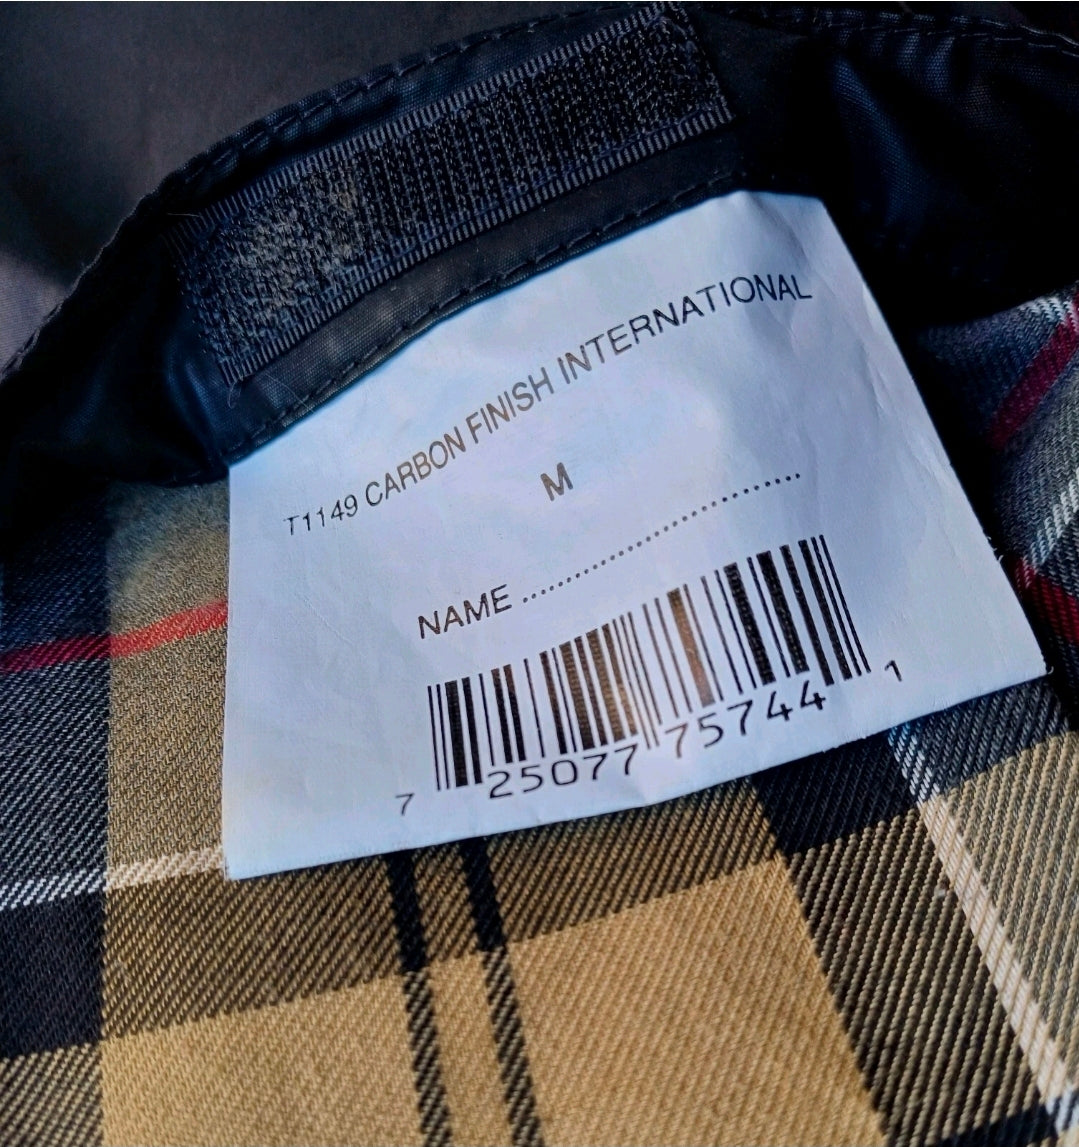 T1149 CARBON FINISH INTERNATIONAL
M
NAME ..............................
7 25077 75744 1